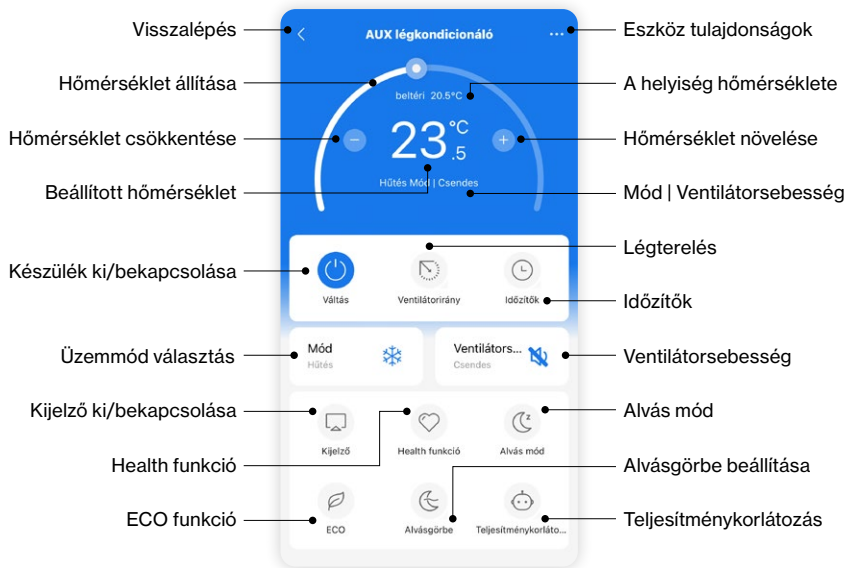 Visszalépés
AUX légkondicionáló
Eszköz tulajdonságok
Hőmérséklet állítása
beltéri 20.5°C
A helyiség hőmérséklete
Hőmérséklet csökkentése
23.5 °C
Hőmérséklet növelése
Beállított hőmérséklet
Hűtés Mód | Csendes
Mód | Ventilátorsebesség
Légterelés
Készülék ki/bekapcsolása
Váltás
Ventilátorirány
Időzítők
Időzítők
Üzemmód választás
Mód
Hűtés
Ventilátors...
Csendes
Ventilátorsebesség
Kijelző ki/bekapcsolása
Alvás mód
Kijelző
Health funkció
Alvás mód
Health funkció
Alvásgörbe beállítása
ECO funkció
ECO
Alvásgörbe
Teljesítménykorláto...
Teljesítménykorlátozás